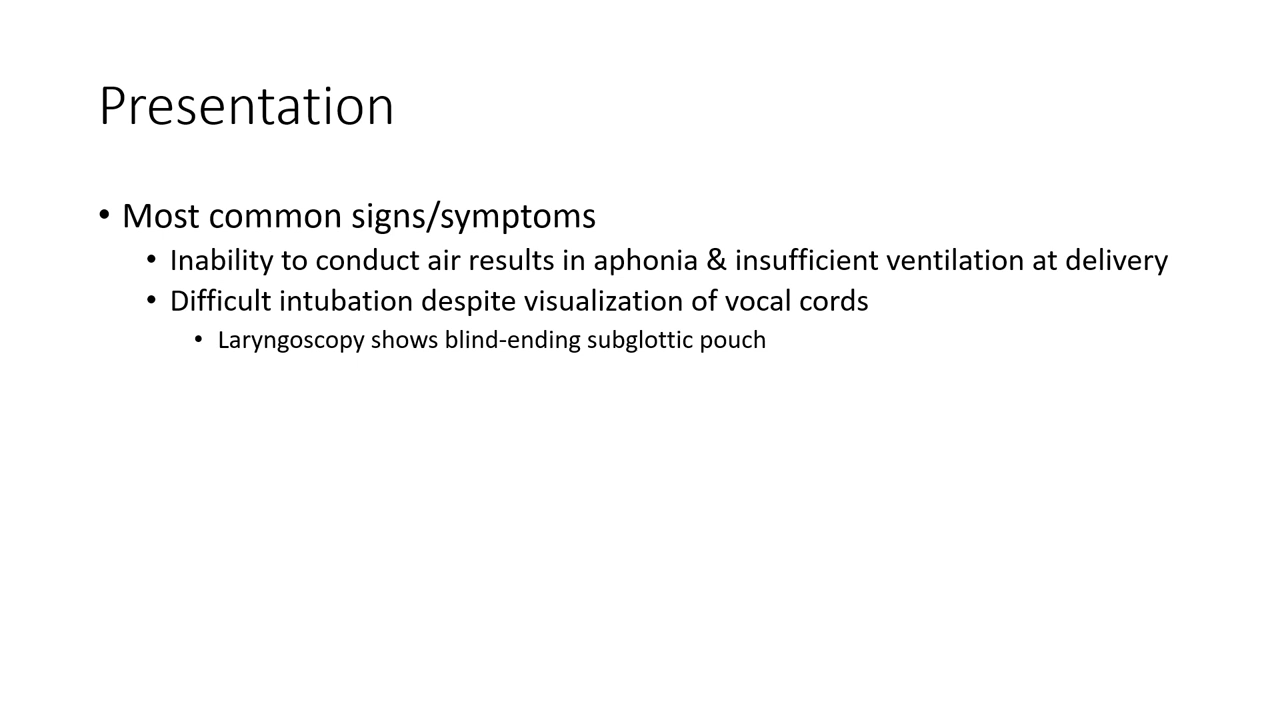 Presentation
• Most common signs/symptoms
• Inability to conduct air results in aphonia & insufficient ventilation at delivery
• Difficult intubation despite visualization of vocal cords
• Laryngoscopy shows blind-ending subglottic pouch